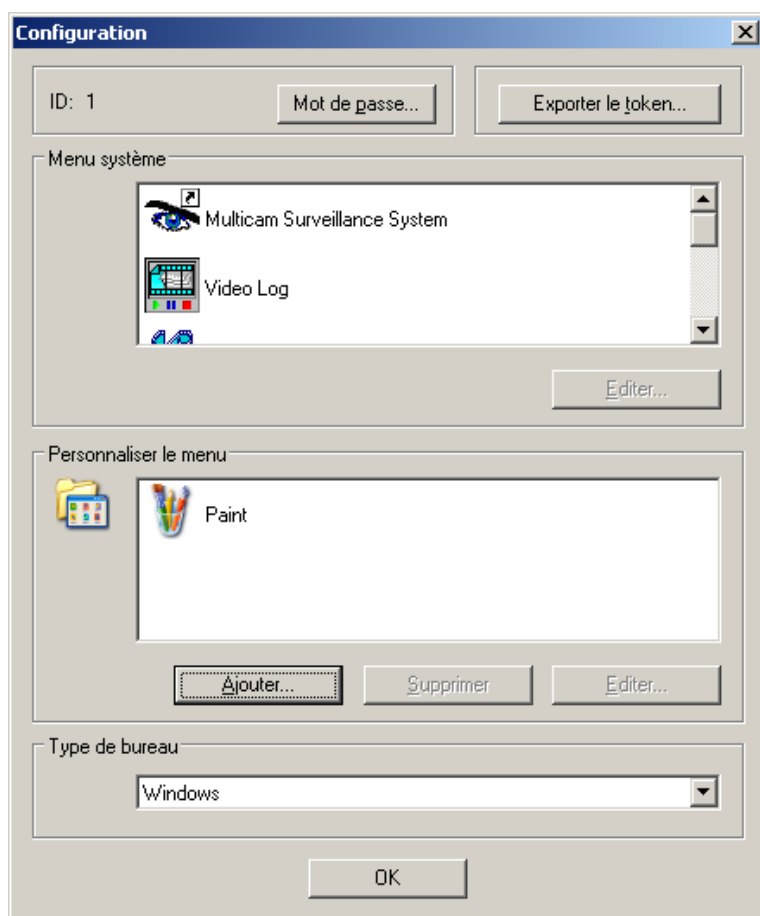 Configuration
ID: 1
Mot de passe...
Exporter le token...
Menu système
Multicam Surveillance System
Video Log
Editer...
Personnaliser le menu
Paint
Ajouter...
Supprimer
Editer...
Type de bureau
Windows
OK